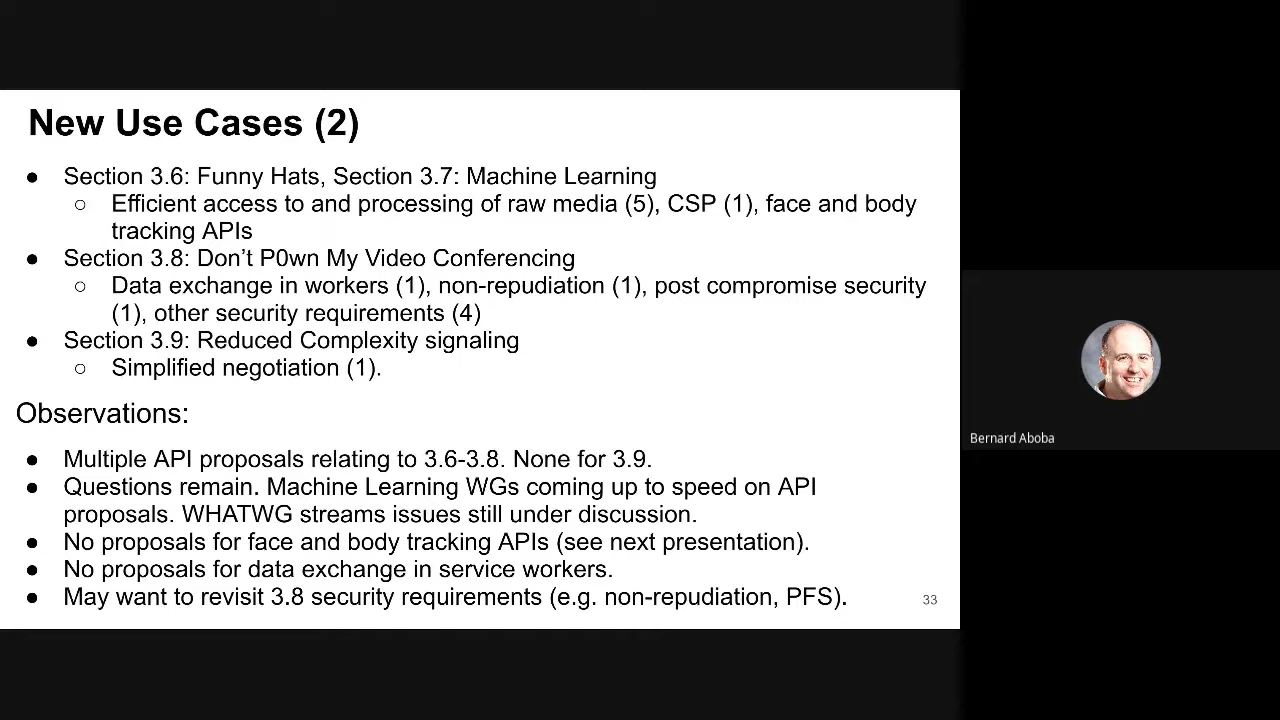 New Use Cases (2)
● Section 3.6: Funny Hats, Section 3.7: Machine Learning
○ Efficient access to and processing of raw media (5), CSP (1), face and body
tracking APIs
● Section 3.8: Don’t P0wn My Video Conferencing
○ Data exchange in workers (1), non-repudiation (1), post compromise security
(1), other security requirements (4)
● Section 3.9: Reduced Complexity signaling
○ Simplified negotiation (1).
Observations:
● Multiple API proposals relating to 3.6-3.8. None for 3.9.
● Questions remain. Machine Learning WGs coming up to speed on API
proposals. WHATWG streams issues still under discussion.
● No proposals for face and body tracking APIs (see next presentation).
● No proposals for data exchange in service workers.
● May want to revisit 3.8 security requirements (e.g. non-repudiation, PFS).
33
Bernard Aboba